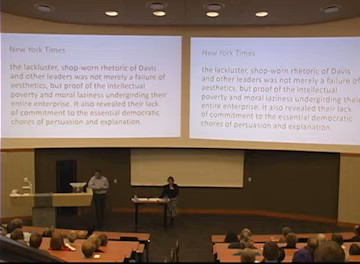 New York Times
the lackluster, shop-worn rhetoric of Davis
and other leaders was not merely a failure of
aesthetics, but proof of the intellectual
poverty and moral laziness undergirding their
entire enterprise. It also revealed their lack
of commitment to the essential democratic
chores of persuasion and explanation.
New York Times
the lackluster, shop-worn rhetoric of Davis
and other leaders was not merely a failure of
aesthetics, but proof of the intellectual
poverty and moral laziness undergirding their
entire enterprise. It also revealed their lack
of commitment to the essential democratic
chores of persuasion and explanation.